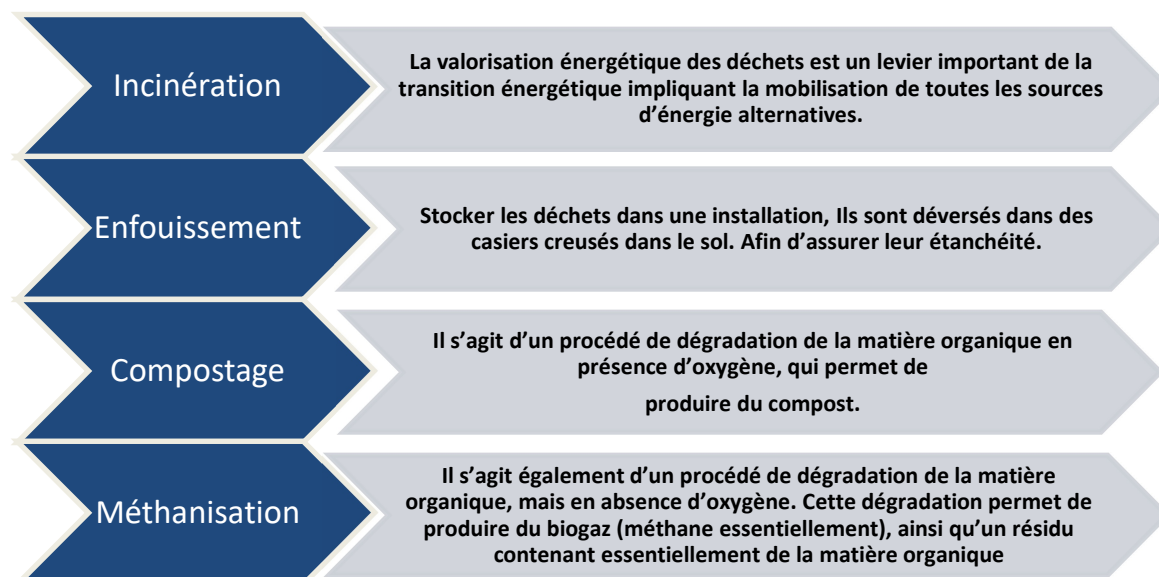 Incinération
La valorisation énergétique des déchets est un levier important de la
transition énergétique impliquant la mobilisation de toutes les sources
d’énergie alternatives.
Enfouissement
Stocker les déchets dans une installation, Ils sont déversés dans des
casiers creusés dans le sol. Afin d’assurer leur étanchéité.
Compostage
Il s’agit d’un procédé de dégradation de la matière organique en
présence d’oxygène, qui permet de
produire du compost.
Méthanisation
Il s’agit également d’un procédé de dégradation de la matière
organique, mais en absence d’oxygène. Cette dégradation permet de
produire du biogaz (méthane essentiellement), ainsi qu’un résidu
contenant essentiellement de la matière organique